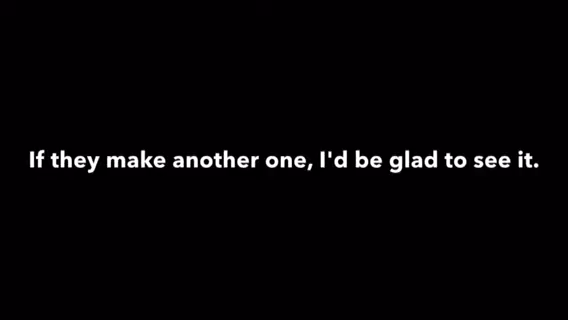 If they make another one, I'd be glad to see it.